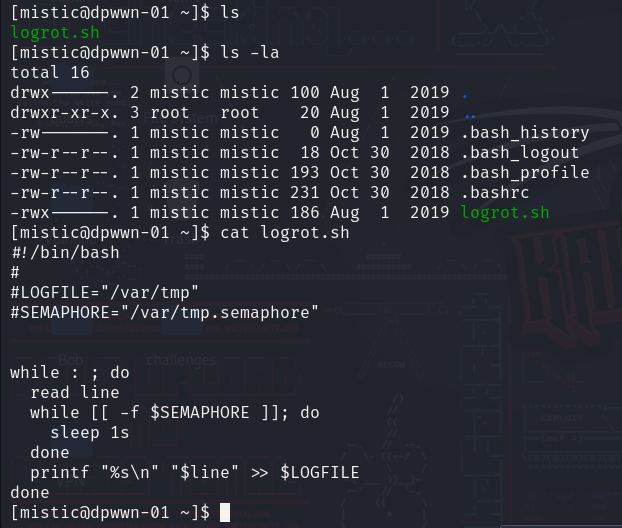 [mistic@dpwwn-01 ~]$ ls
logrot.sh
[mistic@dpwwn-01 ~]$ ls -la
total 16
drwx------. 2 mistic mistic 100 Aug  1  2019 .
drwxr-xr-x. 3 root   root    20 Aug  1  2019 ..
-rw-------. 1 mistic mistic   0 Aug  1  2019 .bash_history
-rw-r--r--. 1 mistic mistic  18 Oct 30  2018 .bash_logout
-rw-r--r--. 1 mistic mistic 193 Oct 30  2018 .bash_profile
-rw-r--r--. 1 mistic mistic 231 Oct 30  2018 .bashrc
-rwx------. 1 mistic mistic 186 Aug  1  2019 logrot.sh
[mistic@dpwwn-01 ~]$ cat logrot.sh
#!/bin/bash
#
#LOGFILE="/var/tmp"
#SEMAPHORE="/var/tmp.semaphore"
Bob challenges
while : ; do
  read line
  while [[ -f $SEMAPHORE ]]; do
    sleep 1s
  done
  printf "%s\n" "$line" >> $LOGFILE
done
[mistic@dpwwn-01 ~]$